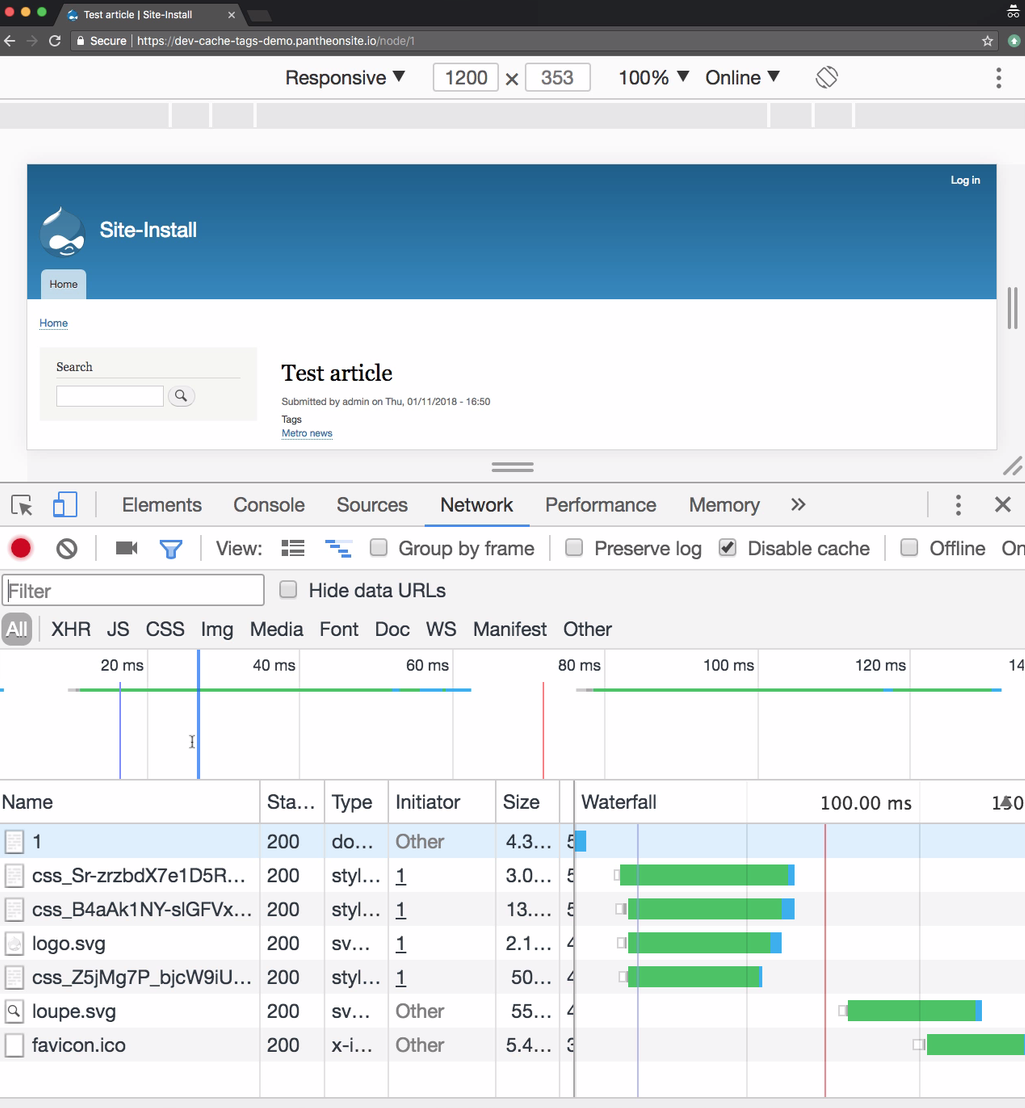 Test article | Site-Install
Secure https://dev-cache-tags-demo.pantheonsite.io/node/1
Responsive ▼ 1200 × 353 100% ▼ Online ▼
Log in
Site-Install
Home
Home
Search
Test article
Submitted by admin on Thu, 01/11/2018 - 16:50
Tags
Metro news
Elements Console Sources Network Performance Memory »
View: Group by frame Preserve log Disable cache Offline On
Filter Hide data URLs
All XHR JS CSS Img Media Font Doc WS Manifest Other
20 ms 40 ms 60 ms 80 ms 100 ms 120 ms 14
Name Sta... Type Initiator Size Waterfall 100.00 ms 150
1 200 do... Other 4.3... 5
css_Sr-zrzbdX7e1D5R... 200 styl... 1 3.0... 5
css_B4aAk1NY-slGFVx... 200 styl... 1 13.... 5
logo.svg 200 sv... 1 2.1... 4
css_Z5jMg7P_bjcW9iU... 200 styl... 1 50... 4
loupe.svg 200 sv... Other 55... 4
favicon.ico 200 x-i... Other 5.4... 3